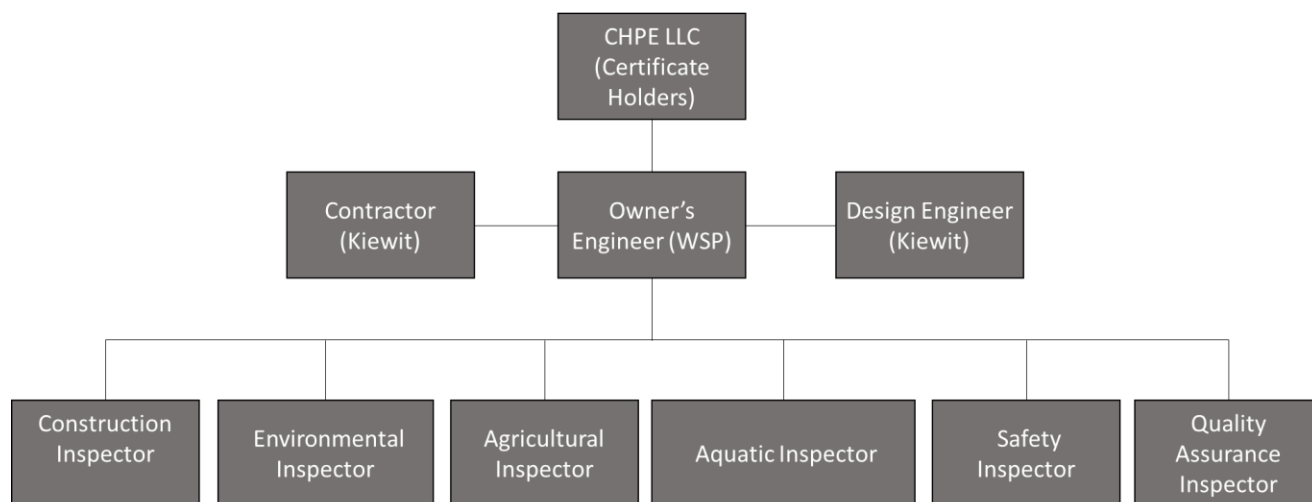 CHPE LLC
(Certificate
Holders)
Contractor
(Kiewit)
Owner’s
Engineer (WSP)
Design Engineer
(Kiewit)
Construction
Inspector
Environmental
Inspector
Agricultural
Inspector
Aquatic Inspector
Safety
Inspector
Quality
Assurance
Inspector